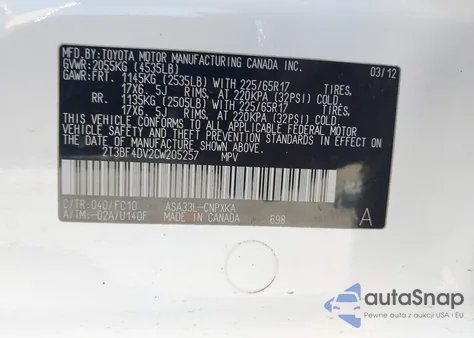 MFD.BY:TOYOTA MOTOR MANUFACTURING CANADA INC.
GVWR:2055KG (4535LB) 03/12
GAWR:FRT. 1145KG (2535LB) WITH 225/65R17 TIRES,
17X6.5J RIMS, AT 220KPA (32PSI) COLD
RR. 1135KG (2505LB) WITH 225/65R17 TIRES,
17X6.5J RIMS, AT 220KPA (32PSI) COLD
THIS VEHICLE CONFORMS TO ALL APPLICABLE FEDERAL MOTOR
VEHICLE SAFETY AND THEFT PREVENTION STANDARDS IN EFFECT ON
THE DATE OF MANUFACTURE SHOWN ABOVE.
2T3BF4DV2CW205257 MPV
C/TR:040/FC10 ASA33L-CNPXKA
A/TM:-02A/U140F MADE IN CANADA 698 A
autoSnap
Pewne auta z aukcji USA i EU